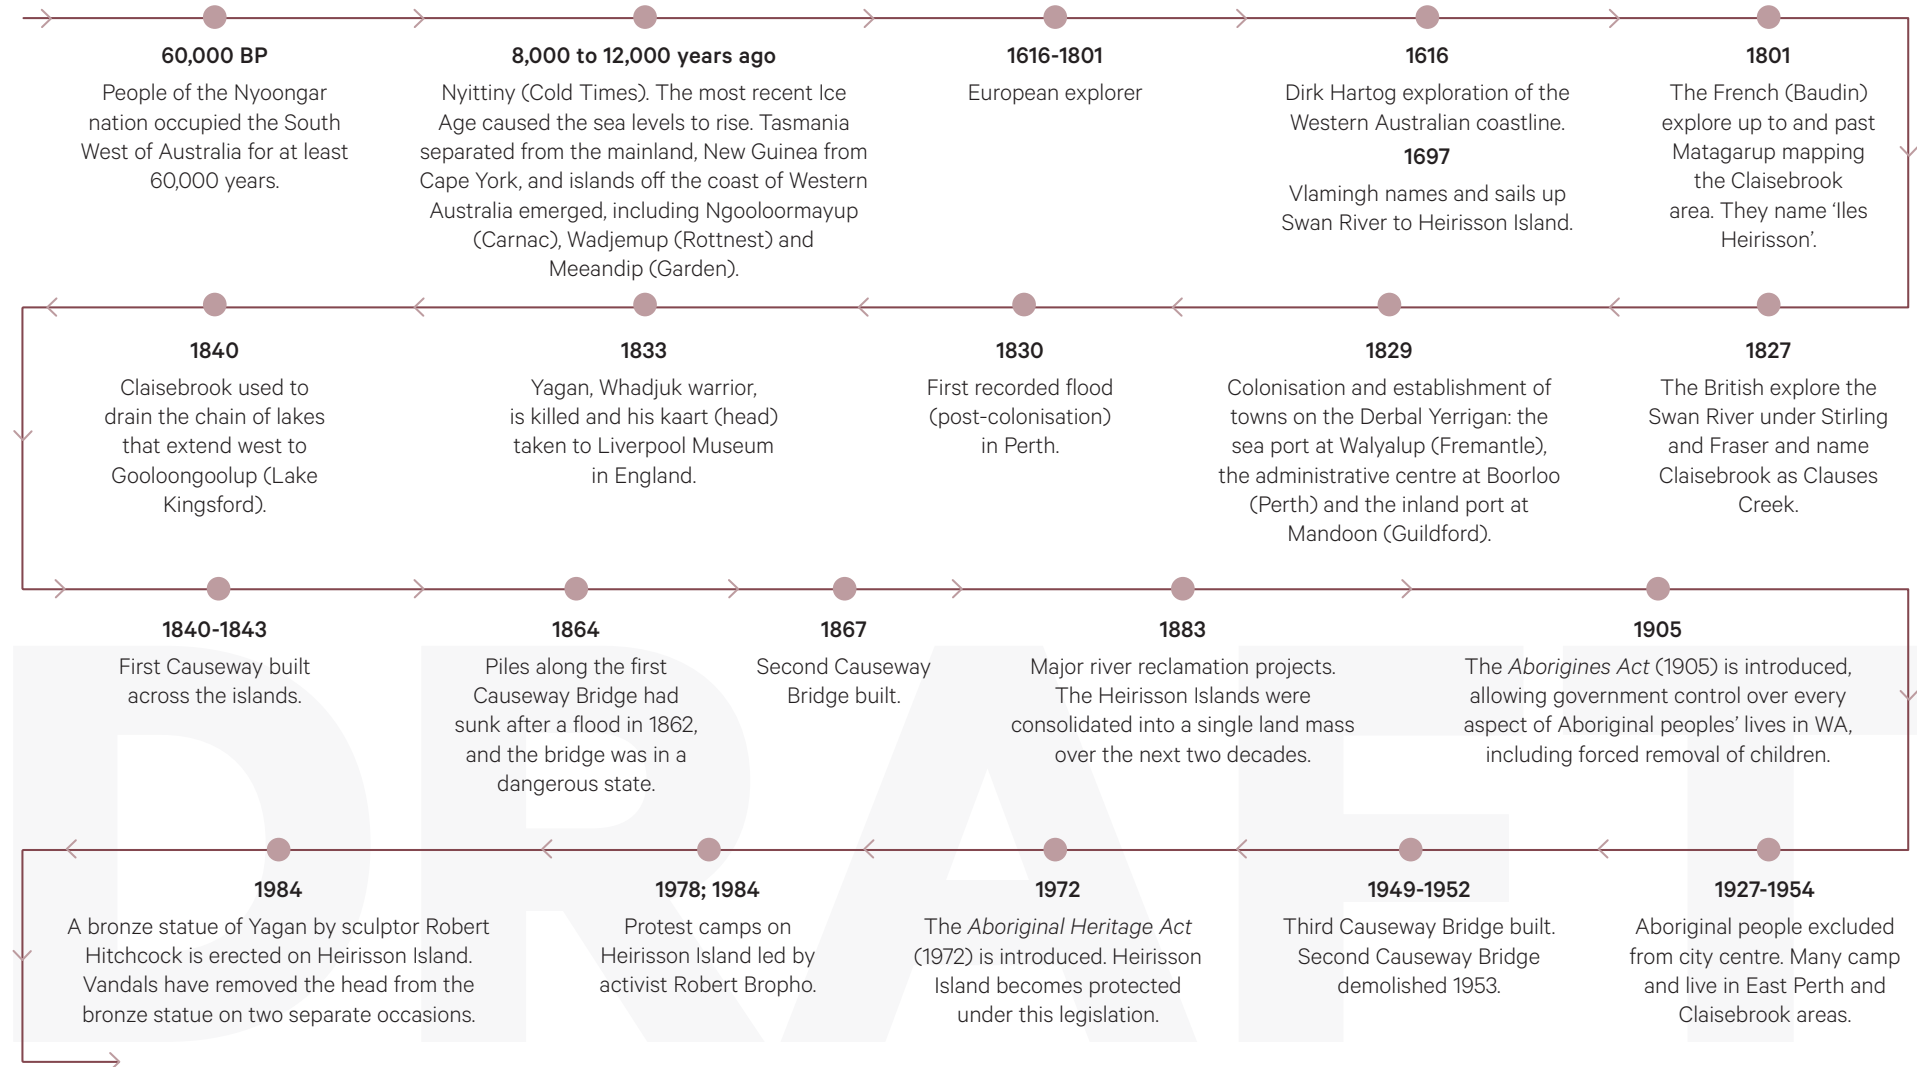 60,000 BP
People of the Nyoongar
nation occupied the South
West of Australia for at least
60,000 years.
8,000 to 12,000 years ago
Nyittiny (Cold Times). The most recent Ice
Age caused the sea levels to rise. Tasmania
separated from the mainland, New Guinea from
Cape York, and islands off the coast of Western
Australia emerged, including Ngooloormayup
(Carnac), Wadjemup (Rottnest) and
Meeandip (Garden).
1616-1801
European explorer
1616
Dirk Hartog exploration of the
Western Australian coastline.
1697
Vlamingh names and sails up
Swan River to Heirisson Island.
1801
The French (Baudin)
explore up to and past
Matagarup mapping
the Claisebrook
area. They name ‘Iles
Heirisson’.
1827
The British explore the
Swan River under Stirling
and Fraser and name
Claisebrook as Clauses
Creek.
1829
Colonisation and establishment of
towns on the Derbal Yerrigan: the
sea port at Walyalup (Fremantle),
the administrative centre at Boorloo
(Perth) and the inland port at
Mandoon (Guildford).
1830
First recorded flood
(post-colonisation)
in Perth.
1833
Yagan, Whadjuk warrior,
is killed and his kaart (head)
taken to Liverpool Museum
in England.
1840
Claisebrook used to
drain the chain of lakes
that extend west to
Gooloongoolup (Lake
Kingsford).
1840-1843
First Causeway built
across the islands.
1864
Piles along the first
Causeway Bridge had
sunk after a flood in 1862,
and the bridge was in a
dangerous state.
1867
Second Causeway
Bridge built.
1883
Major river reclamation projects.
The Heirisson Islands were
consolidated into a single land mass
over the next two decades.
1905
The Aborigines Act (1905) is introduced,
allowing government control over every
aspect of Aboriginal peoples’ lives in WA,
including forced removal of children.
1927-1954
Aboriginal people excluded
from city centre. Many camp
and live in East Perth and
Claisebrook areas.
1949-1952
Third Causeway Bridge built.
Second Causeway Bridge
demolished 1953.
1972
The Aboriginal Heritage Act
(1972) is introduced. Heirisson
Island becomes protected
under this legislation.
1978; 1984
Protest camps on
Heirisson Island led by
activist Robert Bropho.
1984
A bronze statue of Yagan by sculptor Robert
Hitchcock is erected on Heirisson Island.
Vandals have removed the head from the
bronze statue on two separate occasions.
DRAFT